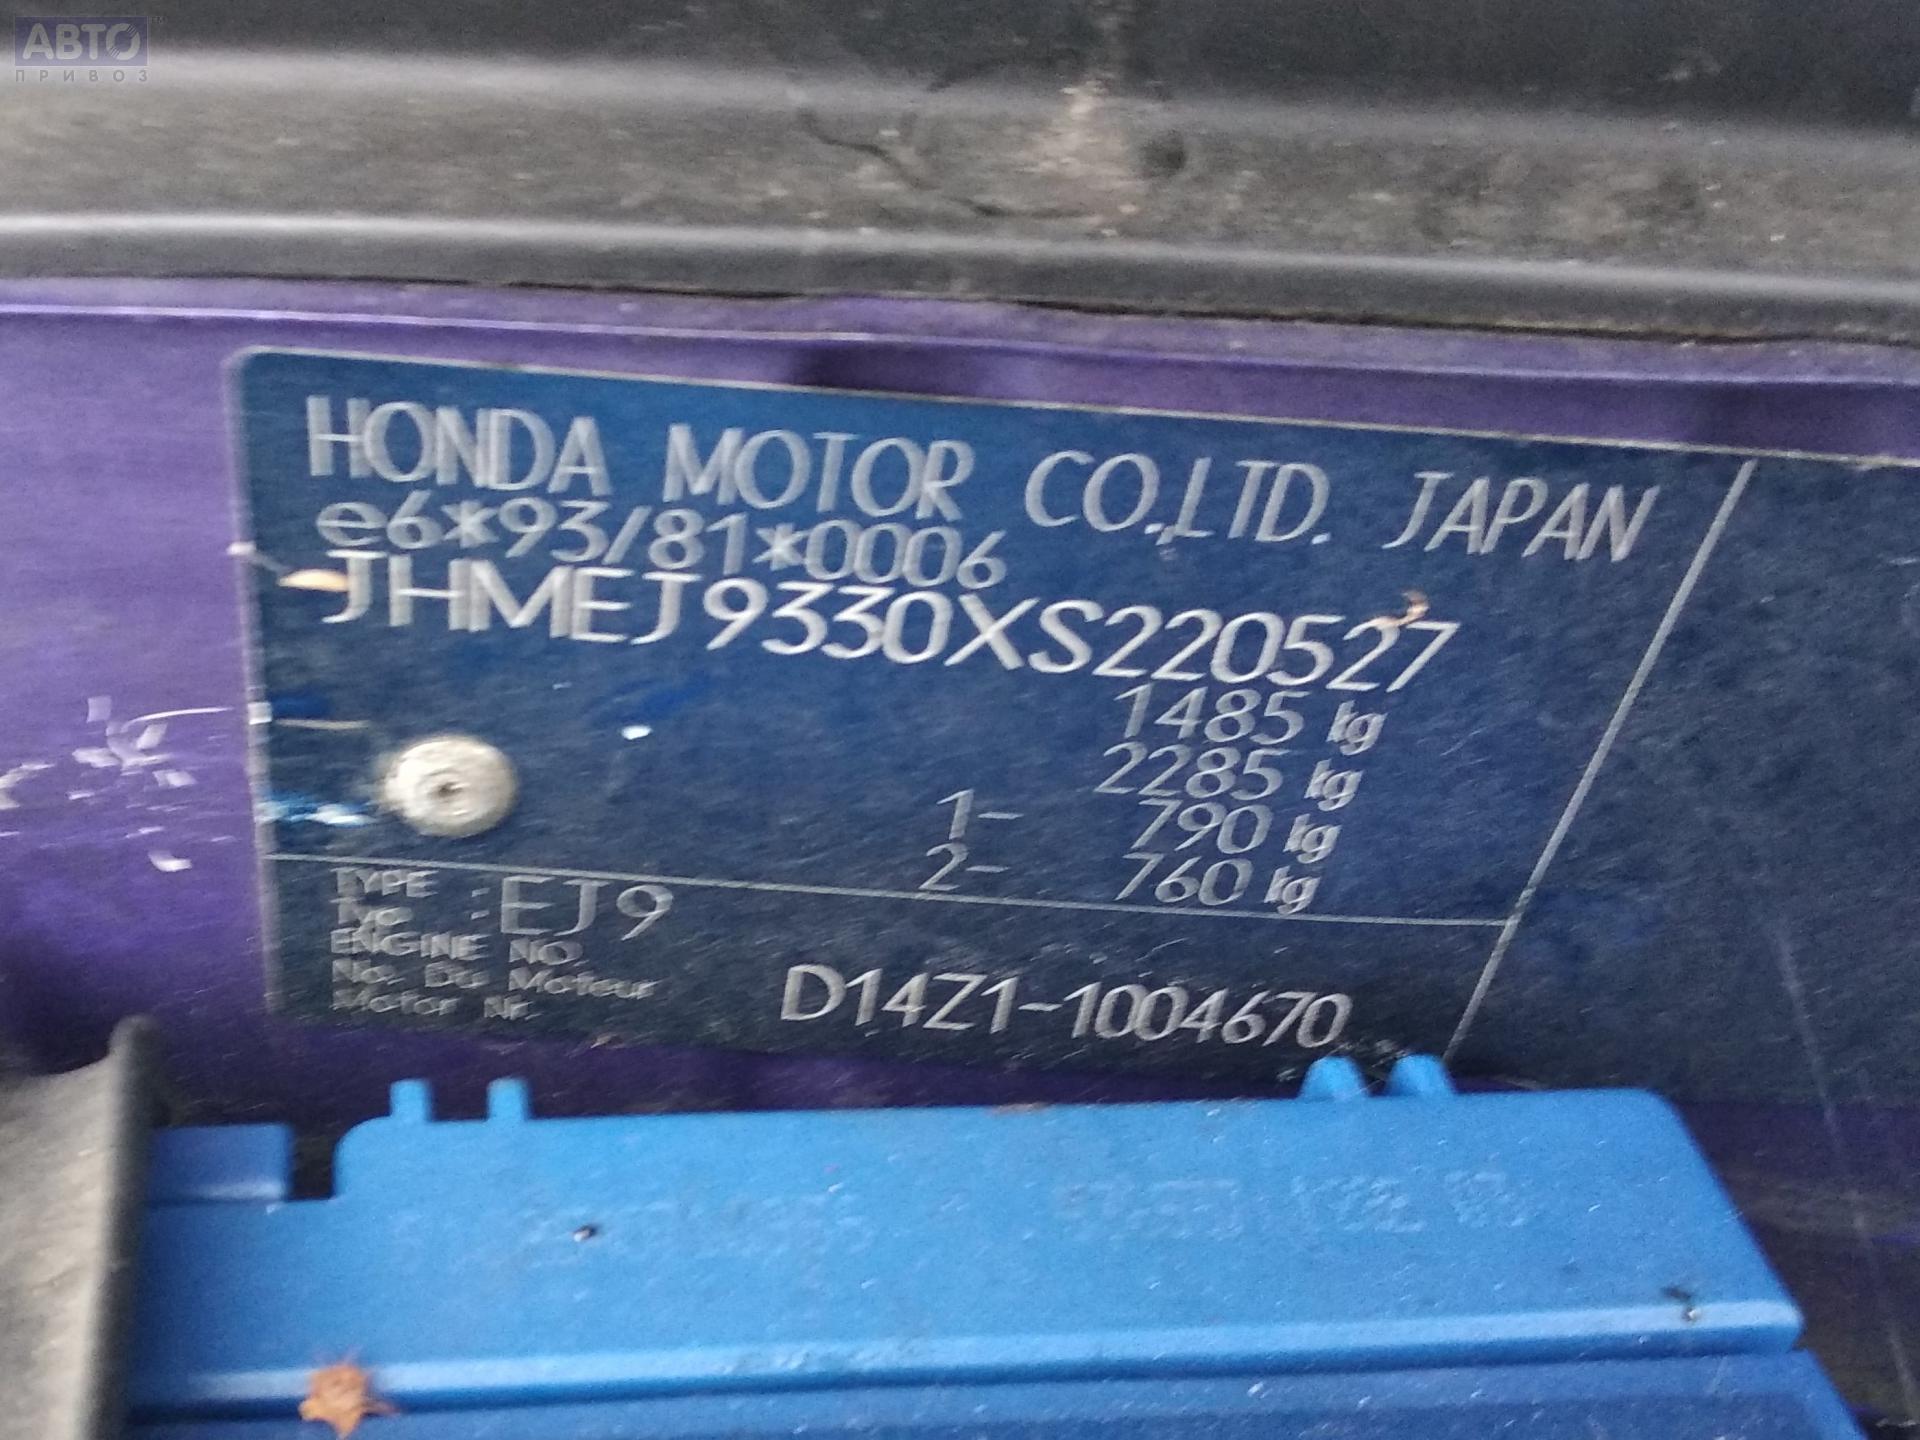 АВТО
ПРИВОЗ
HONDA MOTOR CO.,LTD. JAPAN
e6*93/81*0006
JHMEJ9330XS220527
1485 kg
2285 kg
1- 790 kg
2- 760 kg
TYPE :
Typ : EJ9
ENGINE NO.
No. Du Moteur
Motor Nr.
D14Z1-1004670